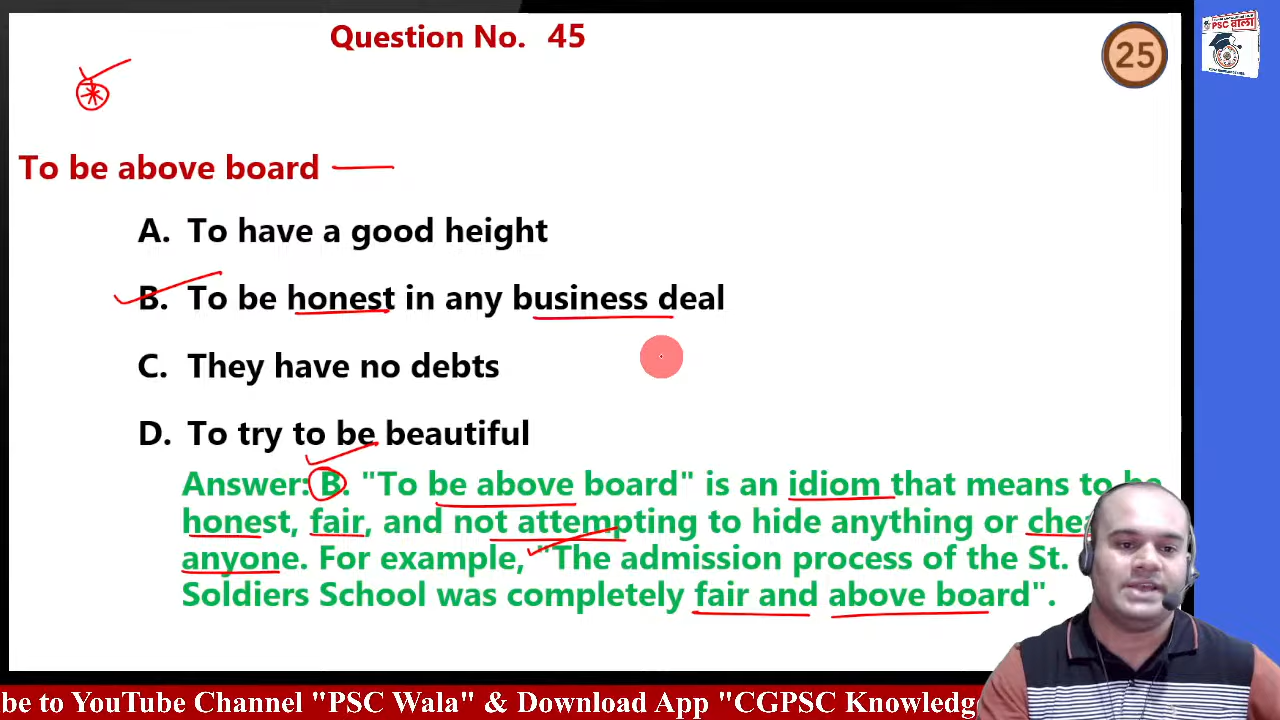 Question No. 45
25
PSC वाला
To be above board
A. To have a good height
B. To be honest in any business deal
C. They have no debts
D. To try to be beautiful
Answer: B. "To be above board" is an idiom that means to be
honest, fair, and not attempting to hide anything or
anyone. For example, "The admission process of the St.
Soldiers School was completely fair and above board".
be to YouTube Channel "PSC Wala" & Download App "CGPSC Knowledge